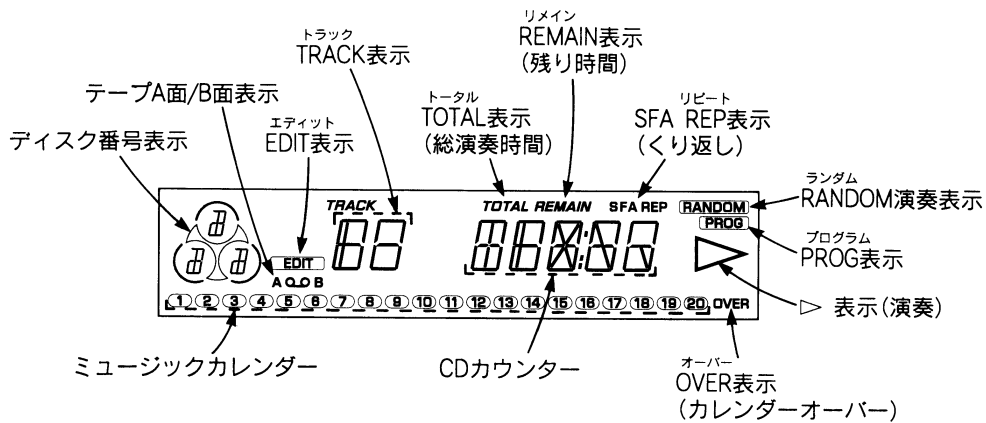 リメイン
REMAIN表示
(残り時間)
トラック
TRACK表示
トータル
TOTAL表示
(総演奏時間)
リピート
SFA REP表示
(くり返し)
テープA面/B面表示
エディット
EDIT表示
ディスク番号表示
ランダム
RANDOM演奏表示
プログラム
PROG表示
▷ 表示(演奏)
TRACK
TOTAL REMAIN SFA REP RANDOM
PROG
EDIT
A B
1 2 3 4 5 6 7 8 9 10 11 12 13 14 15 16 17 18 19 20 OVER
ミュージックカレンダー
CDカウンター
オーバー
OVER表示
(カレンダーオーバー)